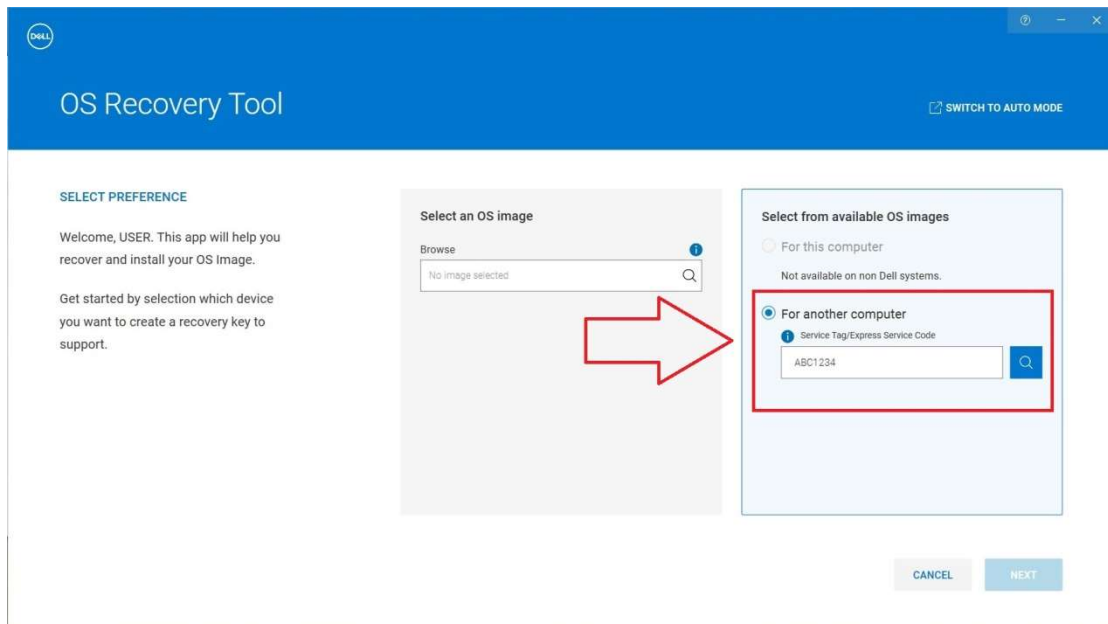 DELL
OS Recovery Tool
SWITCH TO AUTO MODE
SELECT PREFERENCE
Welcome, USER. This app will help you
recover and install your OS Image.
Get started by selection which device
you want to create a recovery key to
support.
Select an OS image
Browse
No image selected
Select from available OS images
For this computer
Not available on non Dell systems.
For another computer
Service Tag/Express Service Code
ABC1234
CANCEL
NEXT